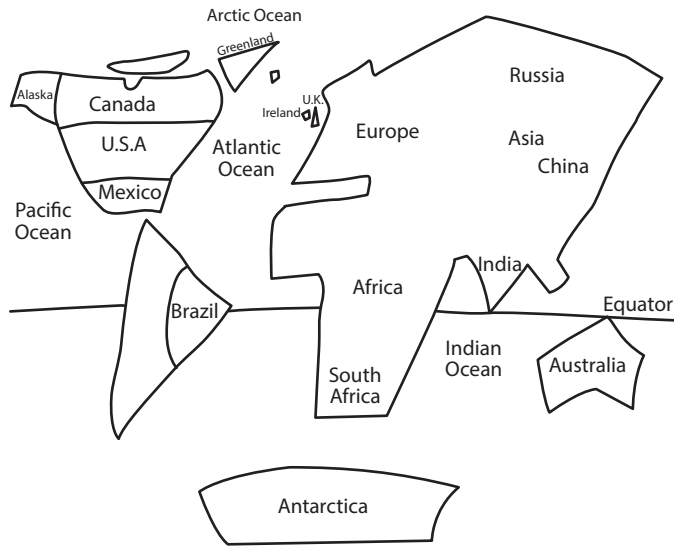 Arctic Ocean
Greenland
Alaska
Canada
U.K.
Ireland
Russia
Europe
U.S.A
Atlantic
Ocean
Asia
China
Mexico
Pacific
Ocean
India
Africa
Brazil
Equator
Indian
Ocean
Australia
South
Africa
Antarctica